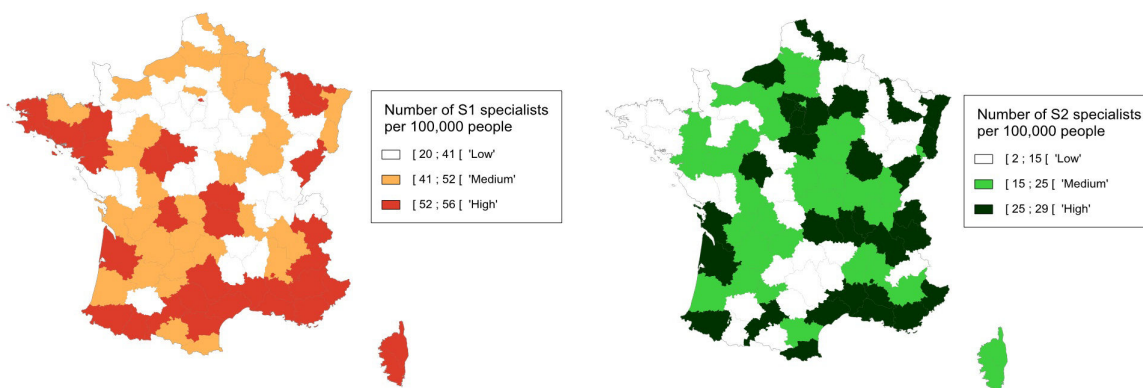 Number of S1 specialists
per 100,000 people
[ 20 ; 41 [ 'Low'
[ 41 ; 52 [ 'Medium'
[ 52 ; 56 [ 'High'
Number of S2 specialists
per 100,000 people
[ 2 ; 15 [ 'Low'
[ 15 ; 25 [ 'Medium'
[ 25 ; 29 [ 'High'